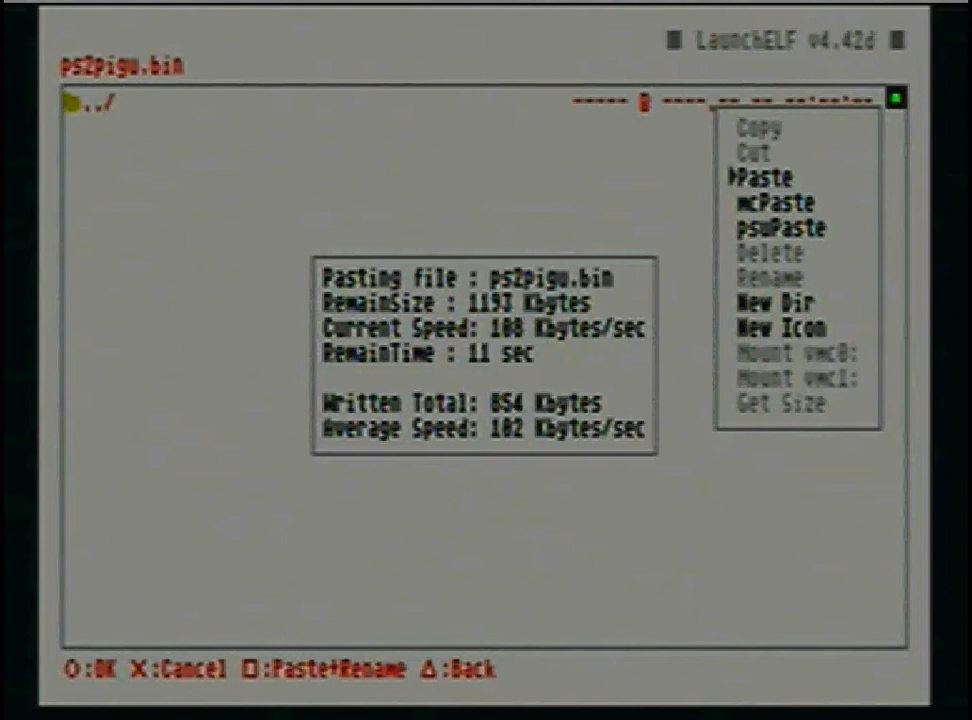 ■ LaunchELF v4.42d ■
ps2pigu.bin
../
Copy
Cut
Paste
mcPaste
psuPaste
Delete
Rename
New Dir
New Icon
Mount vmc0:
Mount vmc1:
Get Size
Pasting file : ps2pigu.bin
RemainSize : 1193 Kbytes
Current Speed: 108 Kbytes/sec
RemainTime : 11 sec
Written Total: 854 Kbytes
Average Speed: 102 Kbytes/sec
O:OK X:Cancel □:Paste+Rename △:Back